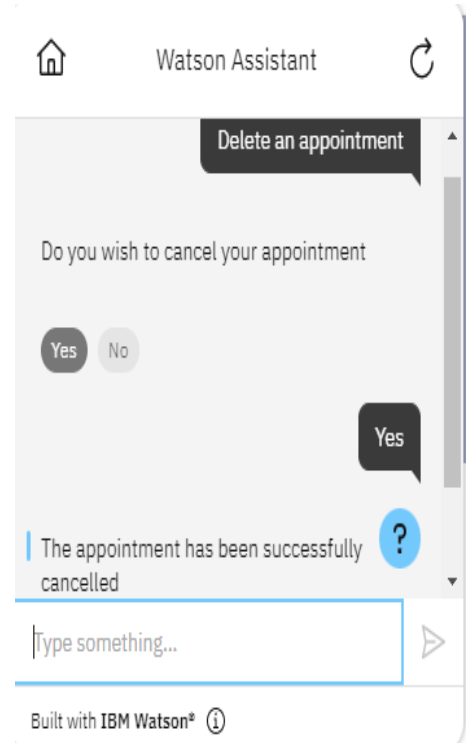 Watson Assistant
Delete an appointment
Do you wish to cancel your appointment
Yes No
Yes
?
The appointment has been successfully
cancelled
Type something...
Built with IBM Watson® ⓘ